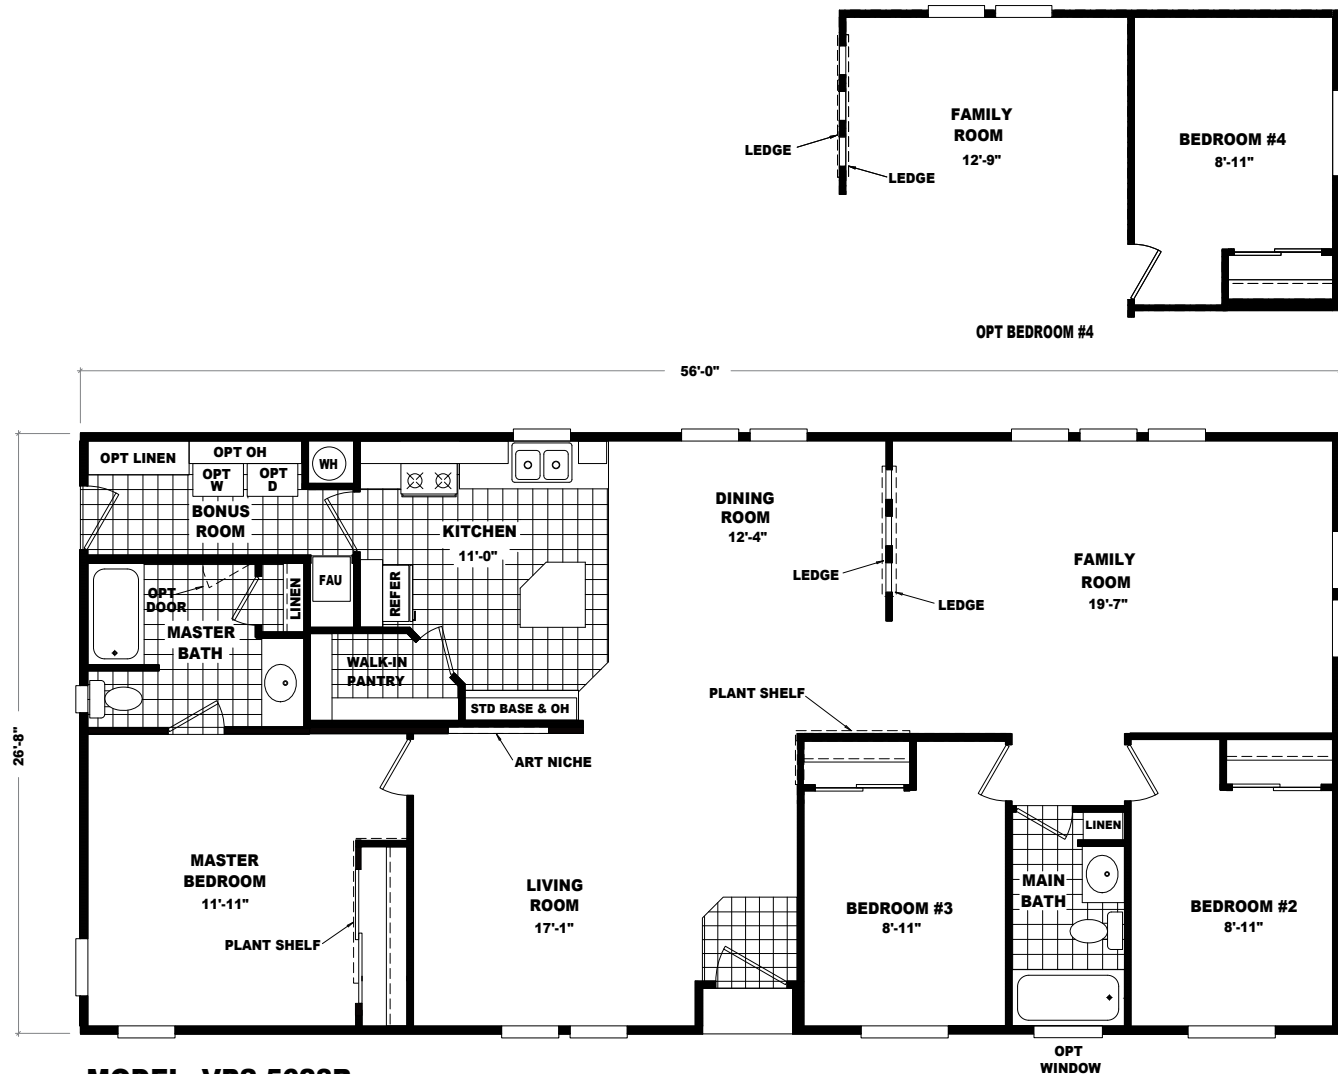 FAMILY
ROOM
12'-9"
BEDROOM #4
8'-11"
LEDGE
LEDGE
OPT BEDROOM #4
56'-0"
26'-8"
OPT LINEN
OPT OH
OPT
W
OPT
D
WH
BONUS
ROOM
KITCHEN
11'-0"
DINING
ROOM
12'-4"
LEDGE
LEDGE
FAMILY
ROOM
19'-7"
OPT
DOOR
LINEN
FAU
REFER
MASTER
BATH
WALK-IN
PANTRY
STD BASE & OH
PLANT SHELF
ART NICHE
MASTER
BEDROOM
11'-11"
PLANT SHELF
LIVING
ROOM
17'-1"
BEDROOM #3
8'-11"
LINEN
MAIN
BATH
BEDROOM #2
8'-11"
OPT
WINDOW